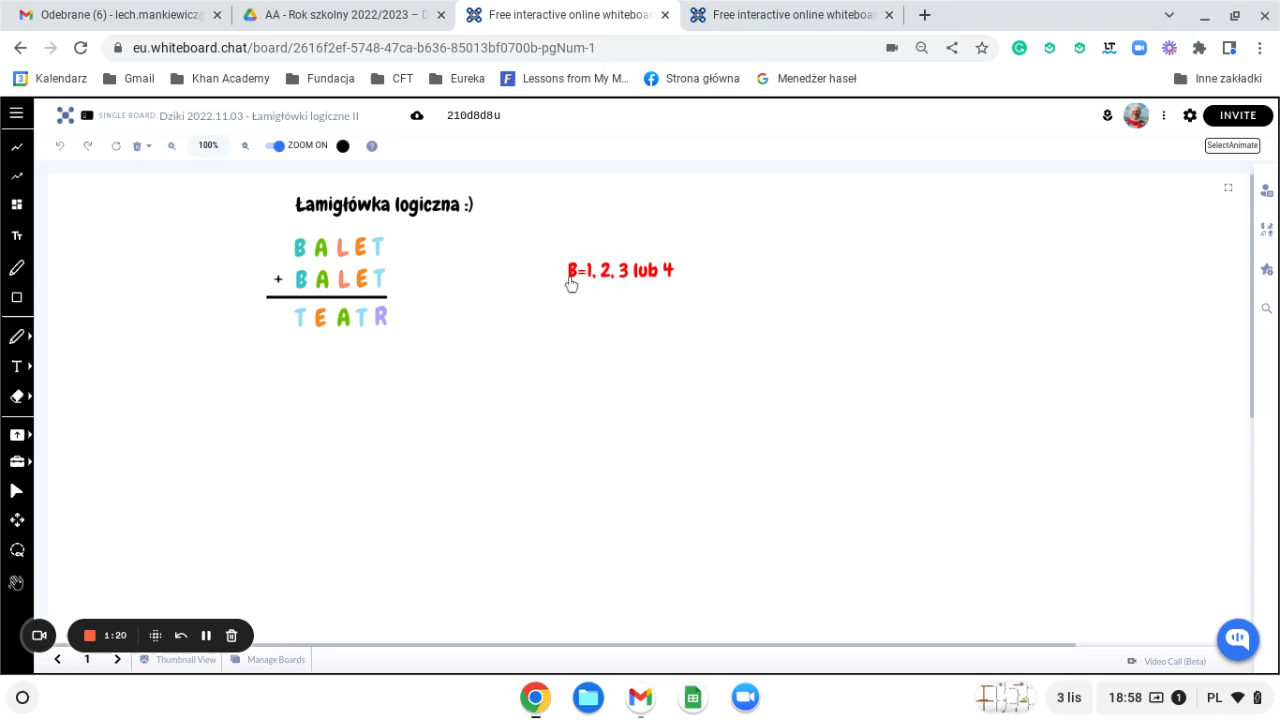 Odebrane (6) - lech.mankiewicz@
AA - Rok szkolny 2022/2023 – D
Free interactive online whiteboa
Free interactive online whiteboa
eu.whiteboard.chat/board/2616f2ef-5748-47ca-b636-85013bf0700b-pgNum-1
Kalendarz
Gmail
Khan Academy
Fundacja
CFT
Eureka
Lessons from My M...
Strona główna
Menedżer haseł
Inne zakładki
SINGLE BOARD: Dziki 2022.11.03 - Łamigłówki logiczne II
210d8d8u
INVITE
100%
ZOOM ON
SelectAnimate
Łamigłówka logiczna :)
B A L E T
+ B A L E T
T E A T R
B=1, 2, 3 lub 4
1:20
1
Thumbnail View
Manage Boards
Video Call (Beta)
3 lis
18:58
1
PL